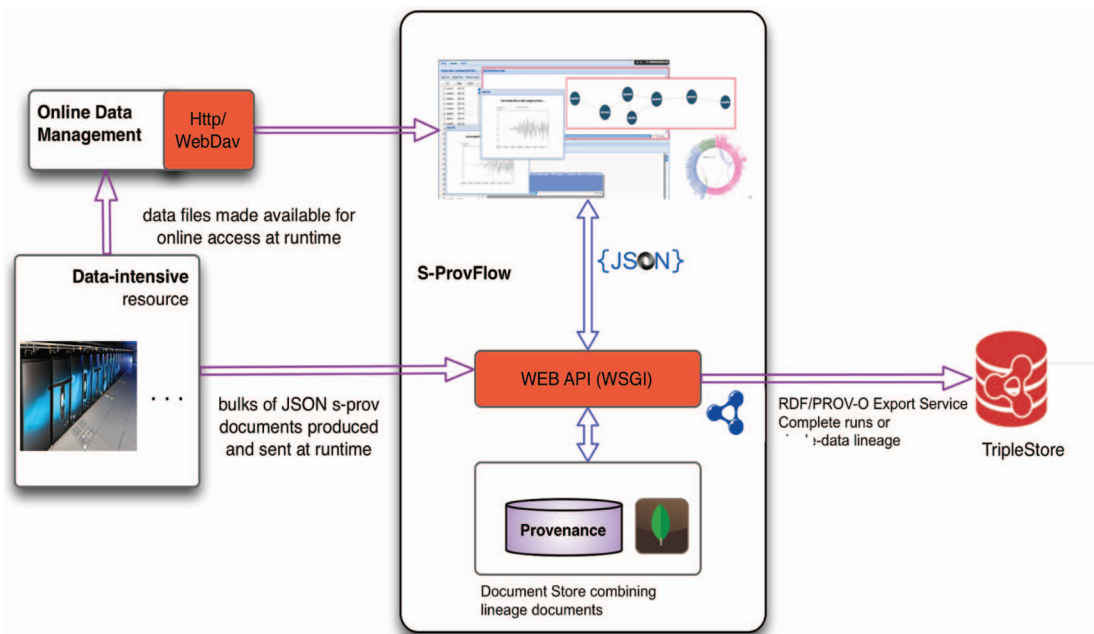 Online Data
Management
Http/
WebDav
data files made available for
online access at runtime
Data-intensive
resource
. . .
bulks of JSON s-prov
documents produced
and sent at runtime
S-ProvFlow
{JSON}
WEB API (WSGI)
Provenance
Document Store combining
lineage documents
RDF/PROV-O Export Service
Complete runs or
-data lineage
TripleStore